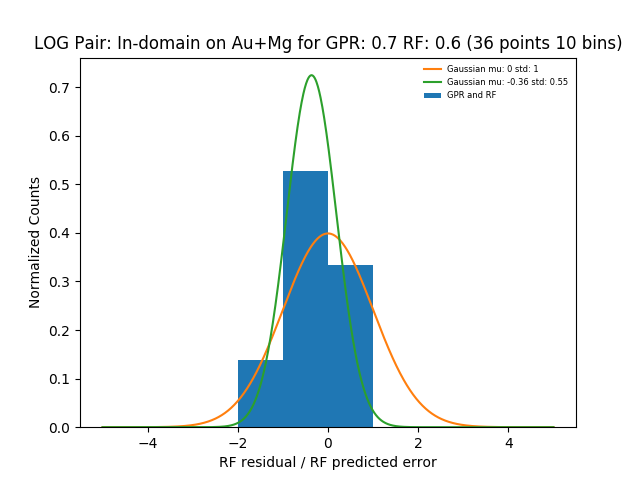 LOG Pair: In-domain on Au+Mg for GPR: 0.7 RF: 0.6 (36 points 10 bins)
Gaussian mu: 0 std: 1
Gaussian mu: -0.36 std: 0.55
GPR and RF
Normalized Counts
0.7
0.6
0.5
0.4
0.3
0.2
0.1
0.0
−4 −2 0 2 4
RF residual / RF predicted error